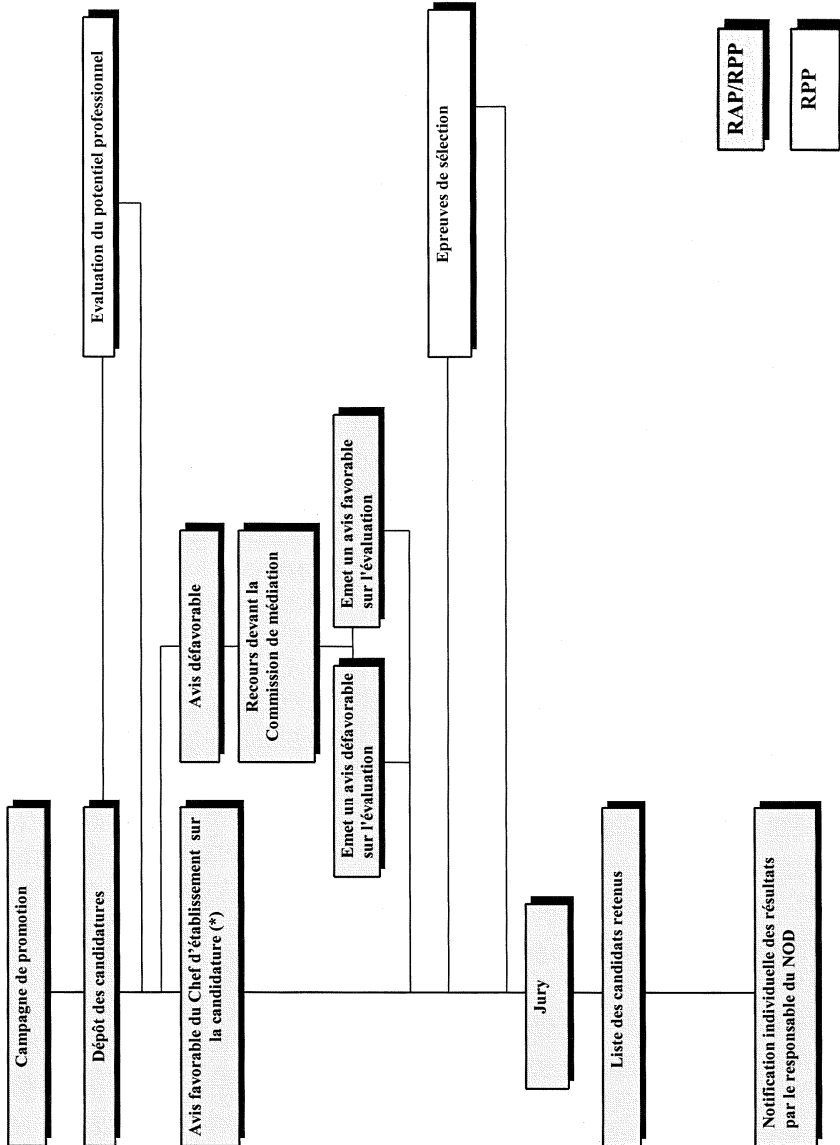 Campagne de promotion
Dépôt des candidatures
Evaluation du potentiel professionnel
Avis favorable du Chef d'établissement sur
la candidature (*)
Avis défavorable
Recours devant la
Commission de médiation
Emet un avis défavorable
sur l'évaluation
Emet un avis favorable
sur l'évaluation
Epreuves de sélection
Jury
Liste des candidats retenus
Notification individuelle des résultats
par le responsable du NOD
RAP/RPP
RPP